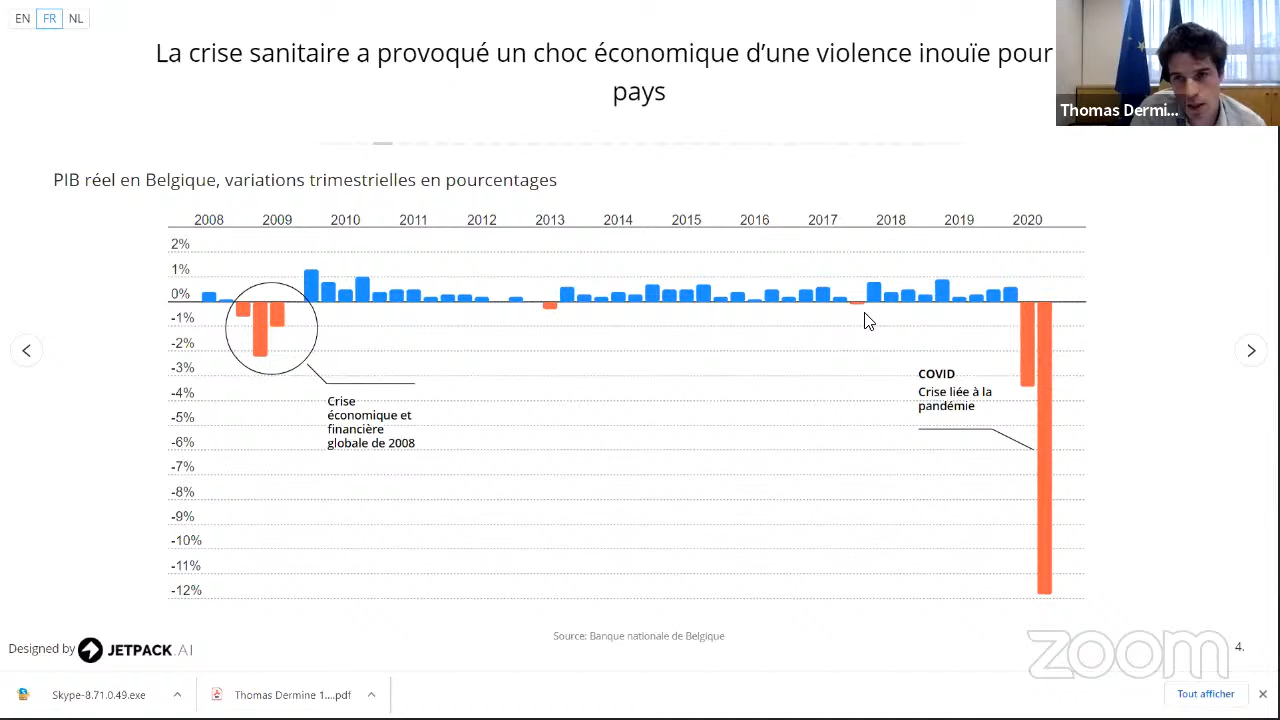 EN FR NL
La crise sanitaire a provoqué un choc économique d’une violence inouïe pour
pays
Thomas Dermi...
PIB réel en Belgique, variations trimestrielles en pourcentages
2008 2009 2010 2011 2012 2013 2014 2015 2016 2017 2018 2019 2020
2%
1%
0%
-1%
-2%
-3%
-4%
-5%
-6%
-7%
-8%
-9%
-10%
-11%
-12%
Crise
économique et
financière
globale de 2008
COVID
Crise liée à la
pandémie
Source: Banque nationale de Belgique
Designed by JETPACK.AI
zoom
4.
Skype-8.71.0.49.exe
Thomas Dermine 1....pdf
Tout afficher